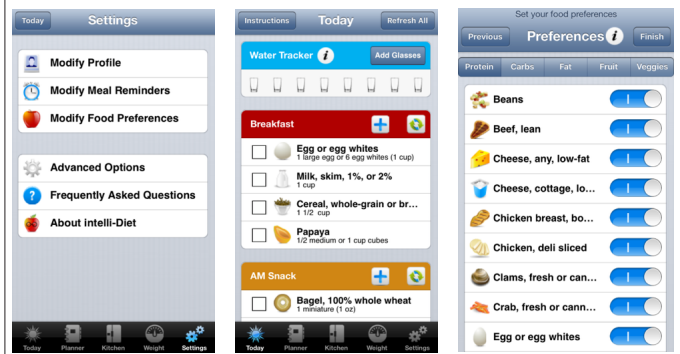 Today
Settings
Modify Profile
Modify Meal Reminders
Modify Food Preferences
Advanced Options
Frequently Asked Questions
About intelli-Diet
Today
Planner
Kitchen
Weight
Settings
Instructions
Today
Refresh All
Water Tracker i
Add Glasses
Breakfast
Egg or egg whites
1 large egg or 6 egg whites (1 cup)
Milk, skim, 1%, or 2%
1 cup
Cereal, whole-grain or br...
1 1/2 cup
Papaya
1/2 medium or 1 cup cubes
AM Snack
Bagel, 100% whole wheat
1 miniature (1 oz)
Today
Planner
Kitchen
Weight
Settings
Set your food preferences
Previous
Preferences i
Finish
Protein
Carbs
Fat
Fruit
Veggies
Beans
Beef, lean
Cheese, any, low-fat
Cheese, cottage, lo...
Chicken breast, bo...
Chicken, deli sliced
Clams, fresh or can...
Crab, fresh or cann...
Egg or egg whites